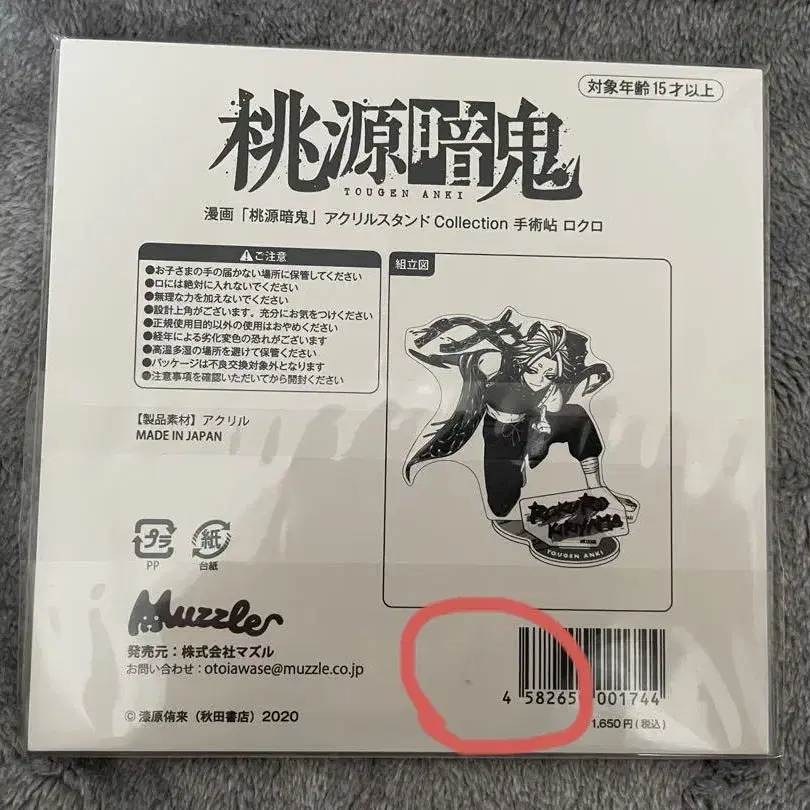 対象年齢15才以上
桃源暗鬼
TOUGEN ANKI
漫画「桃源暗鬼」アクリルスタンドCollection 手術帖 ロクロ
⚠ご注意
●お子さまの手の届かない場所に保管してください
●口には絶対に入れないでください
●無理な力を加えないでください
●設計上角がございます。充分にお気をつけください
●正規使用目的以外の使用はおやめください
●経年による劣化変色の恐れがございます
●高温多湿の場所を避けて保管ください
●パッケージは不良交換対象外となります
●注意事項を確認いただいてから開封ください
組立図
【製品素材】アクリル
MADE IN JAPAN
ROKURO
KIRIYAMA
TOUGEN ANKI
プラ
PP
紙
台紙
Muzzle
発売元：株式会社マズル
お問い合わせ：otoiawase@muzzle.co.jp
4 582655 001744
1,650円(税込)
©漆原侑来（秋田書店）2020